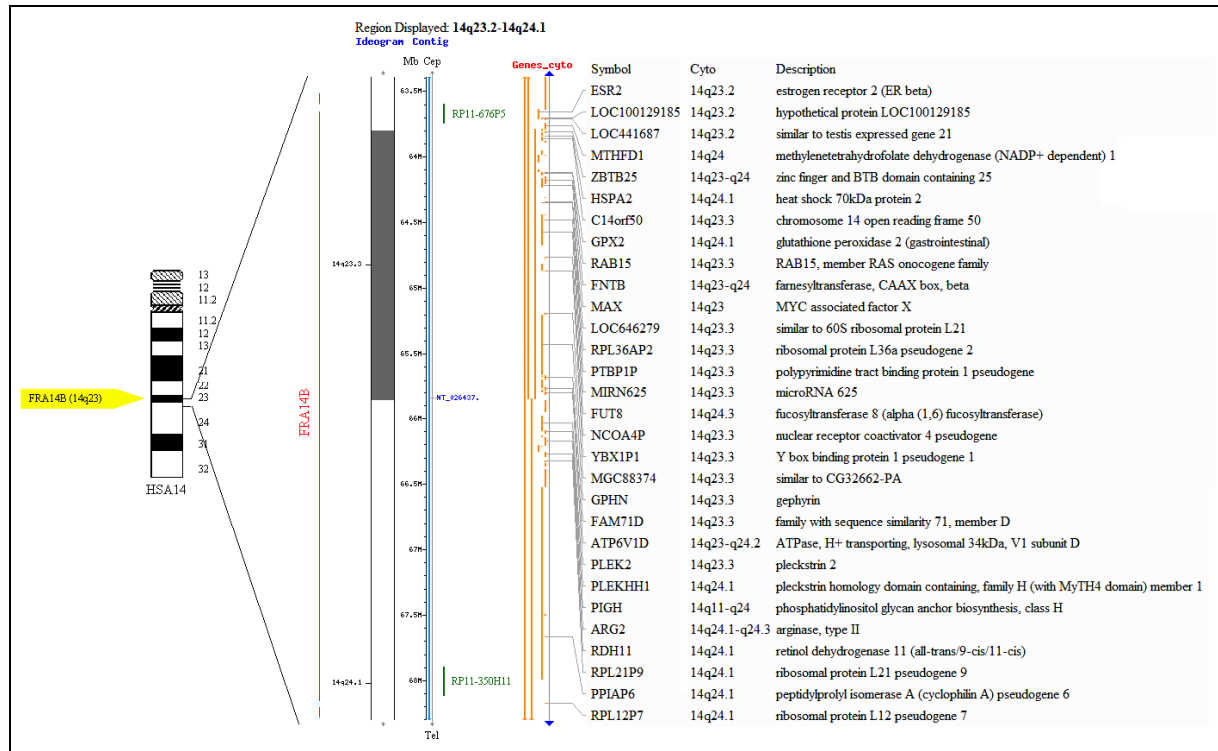 Region Displayed: 14q23.2-14q24.1
Ideogram Contig
Mb Cep Genes_cyto
Symbol Cyto Description
ESR2 14q23.2 estrogen receptor 2 (ER beta)
LOC100129185 14q23.2 hypothetical protein LOC100129185
LOC441687 14q23.2 similar to testis expressed gene 21
MTHFD1 14q24 methylenetetrahydrofolate dehydrogenase (NADP+ dependent) 1
ZBTB25 14q23-q24 zinc finger and BTB domain containing 25
HSPA2 14q24.1 heat shock 70kDa protein 2
C14orf50 14q23.3 chromosome 14 open reading frame 50
GPX2 14q24.1 glutathione peroxidase 2 (gastrointestinal)
RAB15 14q23.3 RAB15, member RAS onocogene family
FNTB 14q23-q24 farnesyltransferase, CAAX box, beta
MAX 14q23 MYC associated factor X
LOC646279 14q23.3 similar to 60S ribosomal protein L21
RPL36AP2 14q23.3 ribosomal protein L36a pseudogene 2
PTBP1P 14q23.3 polypyrimidine tract binding protein 1 pseudogene
MIRN625 14q23.3 microRNA 625
FUT8 14q24.3 fucosyltransferase 8 (alpha (1,6) fucosyltransferase)
NCOA4P 14q23.3 nuclear receptor coactivator 4 pseudogene
YBX1P1 14q23.3 Y box binding protein 1 pseudogene 1
MGC88374 14q23.3 similar to CG32662-PA
GPHN 14q23.3 gephyrin
FAM71D 14q23.3 family with sequence similarity 71, member D
ATP6V1D 14q23-q24.2 ATPase, H+ transporting, lysosomal 34kDa, V1 subunit D
PLEK2 14q23.3 pleckstrin 2
PLEKHH1 14q24.1 pleckstrin homology domain containing, family H (with MyTH4 domain) member 1
PIGH 14q11-q24 phosphatidylinositol glycan anchor biosynthesis, class H
ARG2 14q24.1-q24.3 arginase, type II
RDH11 14q24.1 retinol dehydrogenase 11 (all-trans/9-cis/11-cis)
RPL21P9 14q24.1 ribosomal protein L21 pseudogene 9
PPIAP6 14q24.1 peptidylprolyl isomerase A (cyclophilin A) pseudogene 6
RPL12P7 14q24.1 ribosomal protein L12 pseudogene 7
63.5M
64M
64.5M
65M
65.5M
66M
66.5M
67M
67.5M
68M
Tel
RP11-676P5
RP11-350H11
NT_026437.
14q23.3
14q24.1
FRA14B
FRA14B (14q23)
13
12
11.2
11.2
12
13
21
22
23
24
31
32
HSA14